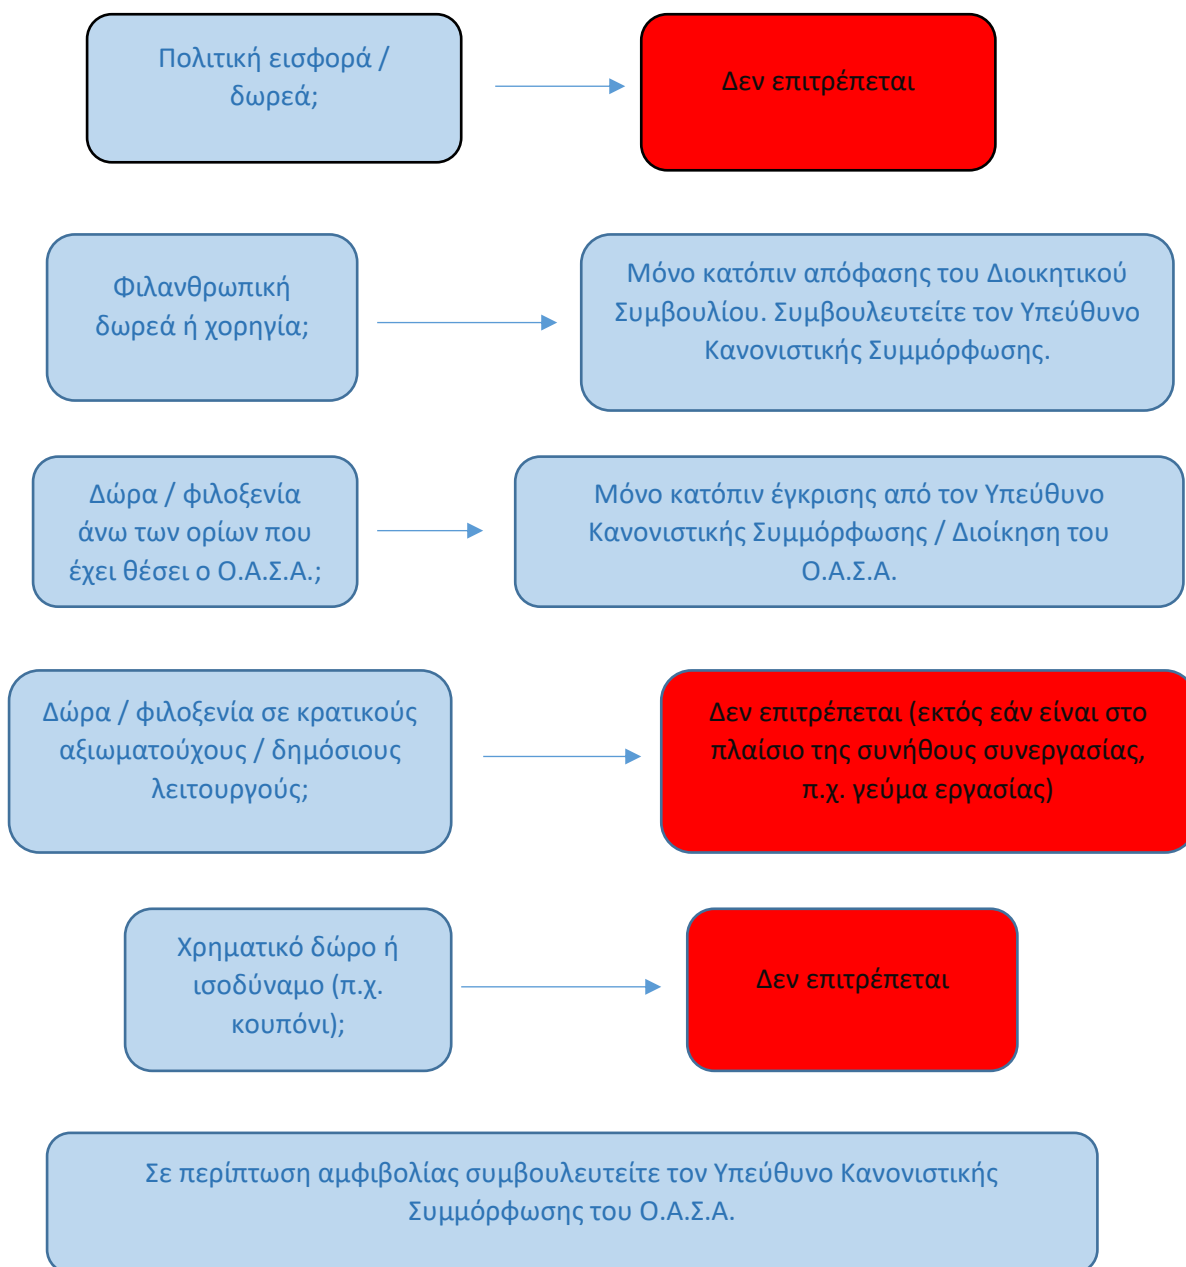 Πολιτική εισφορά /
δωρεά;
Δεν επιτρέπεται
Φιλανθρωπική
δωρεά ή χορηγία;
Μόνο κατόπιν απόφασης του Διοικητικού
Συμβουλίου. Συμβουλευτείτε τον Υπεύθυνο
Κανονιστικής Συμμόρφωσης.
Δώρα / φιλοξενία
άνω των ορίων που
έχει θέσει ο Ο.Α.Σ.Α.;
Μόνο κατόπιν έγκρισης από τον Υπεύθυνο
Κανονιστικής Συμμόρφωσης / Διοίκηση του
Ο.Α.Σ.Α.
Δώρα / φιλοξενία σε κρατικούς
αξιωματούχους / δημόσιους
λειτουργούς;
Δεν επιτρέπεται (εκτός εάν είναι στο
πλαίσιο της συνήθους συνεργασίας,
π.χ. γεύμα εργασίας)
Χρηματικό δώρο ή
ισοδύναμο (π.χ.
κουπόνι);
Δεν επιτρέπεται
Σε περίπτωση αμφιβολίας συμβουλευτείτε τον Υπεύθυνο Κανονιστικής
Συμμόρφωσης του Ο.Α.Σ.Α.